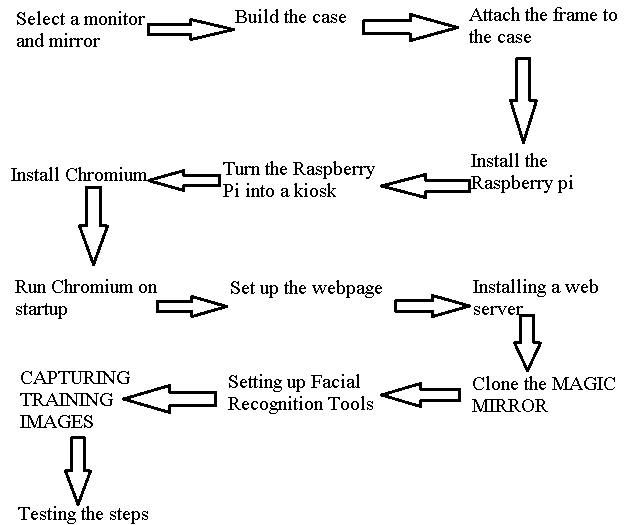 Select a monitor
and mirror
Build the case
Attach the frame to
the case
Install the
Raspberry pi
Turn the Raspberry
Pi into a kiosk
Install Chromium
Run Chromium on
startup
Set up the webpage
Installing a web
server
Clone the MAGIC
MIRROR
Setting up Facial
Recognition Tools
CAPTURING
TRAINING
IMAGES
Testing the steps